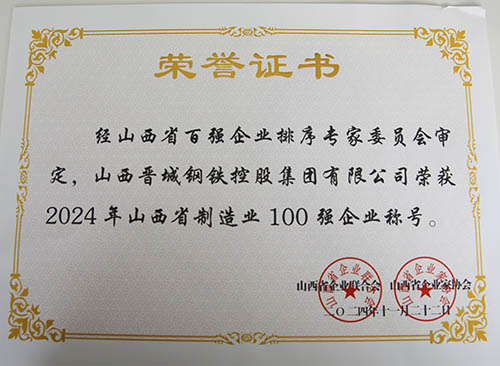 荣誉证书
经山西省百强企业排序专家委员会审
定，山西晋城钢铁控股集团有限公司荣获
2024年山西省制造业100强企业称号。
山西省企业联合会 山西省企业家协会
二〇二四年十一月二十二日